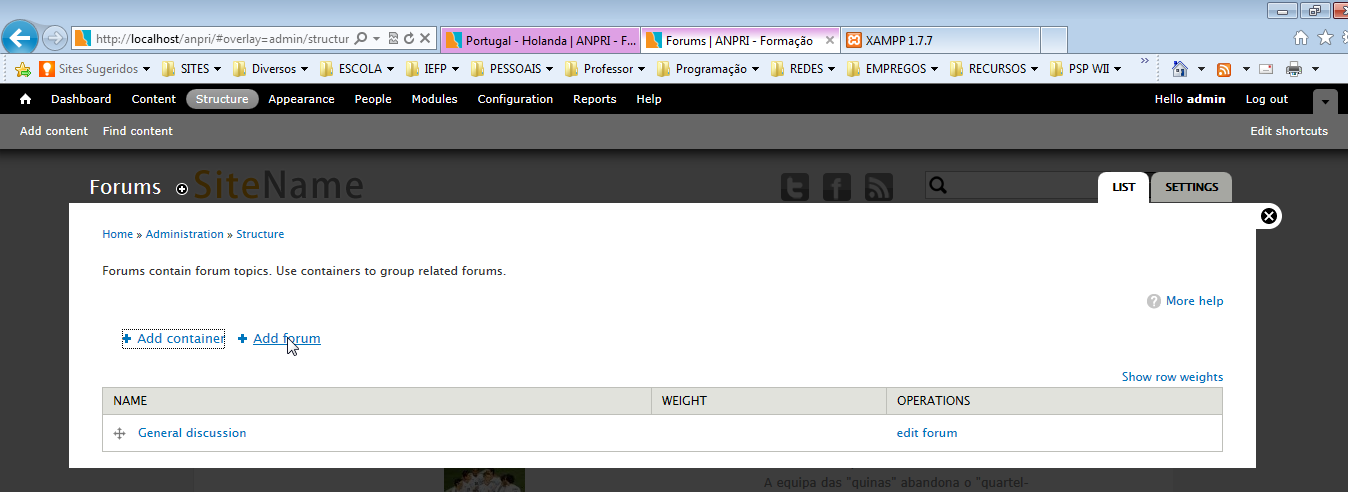 http://localhost/anpri/#overlay=admin/structur
Portugal - Holanda | ANPRI - F...
Forums | ANPRI - Formação
XAMPP 1.7.7
Sites Sugeridos
SITES
Diversos
ESCOLA
IEFP
PESSOAIS
Professor
Programação
REDES
EMPREGOS
RECURSOS
PSP WII
Dashboard
Content
Structure
Appearance
People
Modules
Configuration
Reports
Help
Hello admin
Log out
Add content
Find content
Edit shortcuts
Forums
SiteName
LIST
SETTINGS
Home » Administration » Structure
Forums contain forum topics. Use containers to group related forums.
More help
Add container
Add forum
Show row weights
NAME
WEIGHT
OPERATIONS
General discussion
edit forum
A equipa das "quinas" abandona o "quartel-